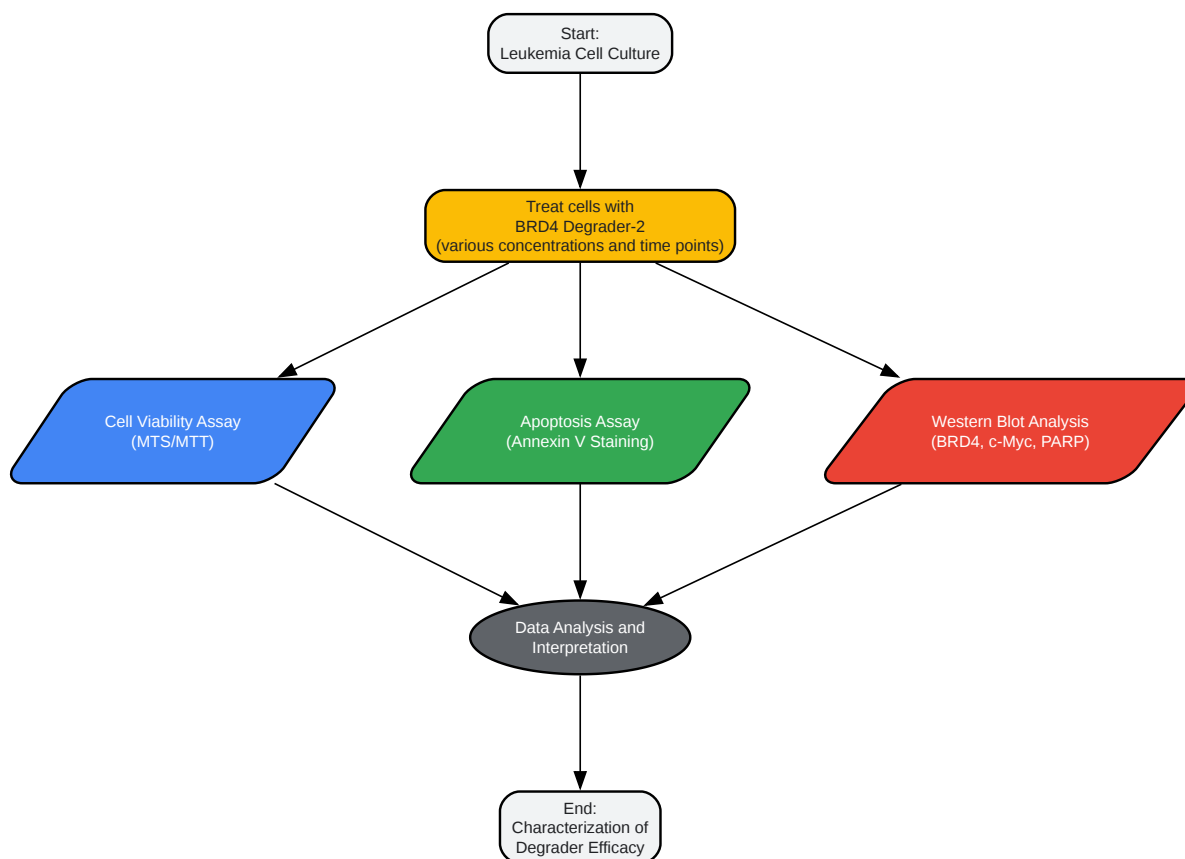 Start:
Leukemia Cell Culture
Treat cells with
BRD4 Degrader-2
(various concentrations and time points)
Cell Viability Assay
(MTS/MTT)
Apoptosis Assay
(Annexin V Staining)
Western Blot Analysis
(BRD4, c-Myc, PARP)
Data Analysis and
Interpretation
End:
Characterization of
Degrader Efficacy